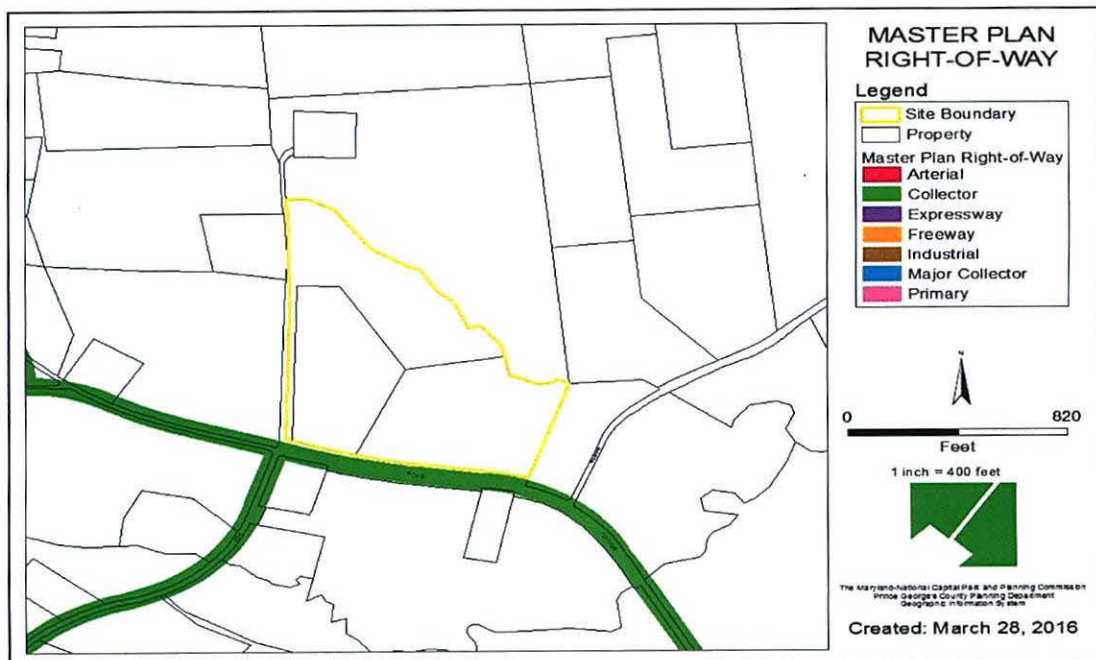 MASTER PLAN
RIGHT-OF-WAY
Legend
Site Boundary
Property
Master Plan Right-of-Way
Arterial
Collector
Expressway
Freeway
Industrial
Major Collector
Primary
N
0 820
Feet
1 inch = 400 feet
The Maryland-National Capital Park and Planning Commission
Prince George's County Planning Department
Geographic Information System
Created: March 28, 2016